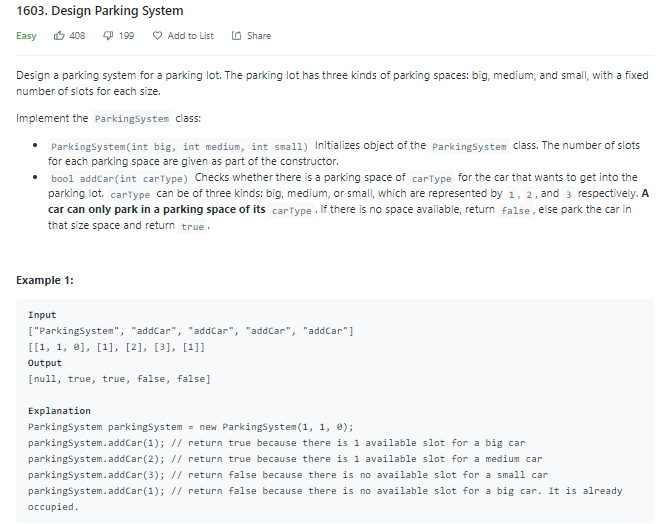 1603. Design Parking System
Easy 408 199 Add to List Share
Design a parking system for a parking lot. The parking lot has three kinds of parking spaces: big, medium, and small, with a fixed
number of slots for each size.
Implement the ParkingSystem class:
• ParkingSystem(int big, int medium, int small) Initializes object of the ParkingSystem class. The number of slots
for each parking space are given as part of the constructor.
• bool addCar(int carType) Checks whether there is a parking space of carType for the car that wants to get into the
parking lot. carType can be of three kinds: big, medium, or small, which are represented by 1, 2, and 3 respectively. A
car can only park in a parking space of its carType. If there is no space available, return false, else park the car in
that size space and return true.
Example 1:
Input
["ParkingSystem", "addCar", "addCar", "addCar", "addCar"]
[[1, 1, 0], [1], [2], [3], [1]]
Output
[null, true, true, false, false]
Explanation
ParkingSystem parkingSystem = new ParkingSystem(1, 1, 0);
parkingSystem.addCar(1); // return true because there is 1 available slot for a big car
parkingSystem.addCar(2); // return true because there is 1 available slot for a medium car
parkingSystem.addCar(3); // return false because there is no available slot for a small car
parkingSystem.addCar(1); // return false because there is no available slot for a big car. It is already
occupied.